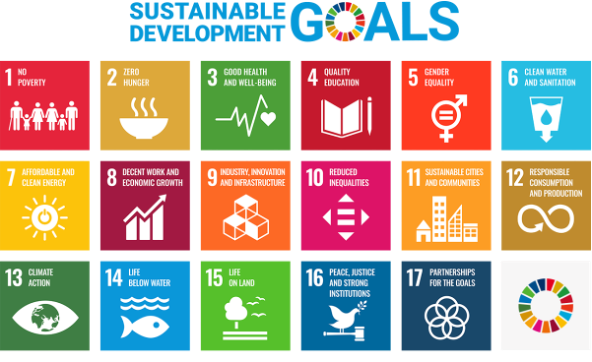 SUSTAINABLE
DEVELOPMENT
GOALS
1 NO
POVERTY
2 ZERO
HUNGER
3 GOOD HEALTH
AND WELL-BEING
4 QUALITY
EDUCATION
5 GENDER
EQUALITY
6 CLEAN WATER
AND SANITATION
7 AFFORDABLE AND
CLEAN ENERGY
8 DECENT WORK AND
ECONOMIC GROWTH
9 INDUSTRY, INNOVATION
AND INFRASTRUCTURE
10 REDUCED
INEQUALITIES
11 SUSTAINABLE CITIES
AND COMMUNITIES
12 RESPONSIBLE
CONSUMPTION
AND PRODUCTION
13 CLIMATE
ACTION
14 LIFE
BELOW WATER
15 LIFE
ON LAND
16 PEACE, JUSTICE
AND STRONG
INSTITUTIONS
17 PARTNERSHIPS
FOR THE GOALS